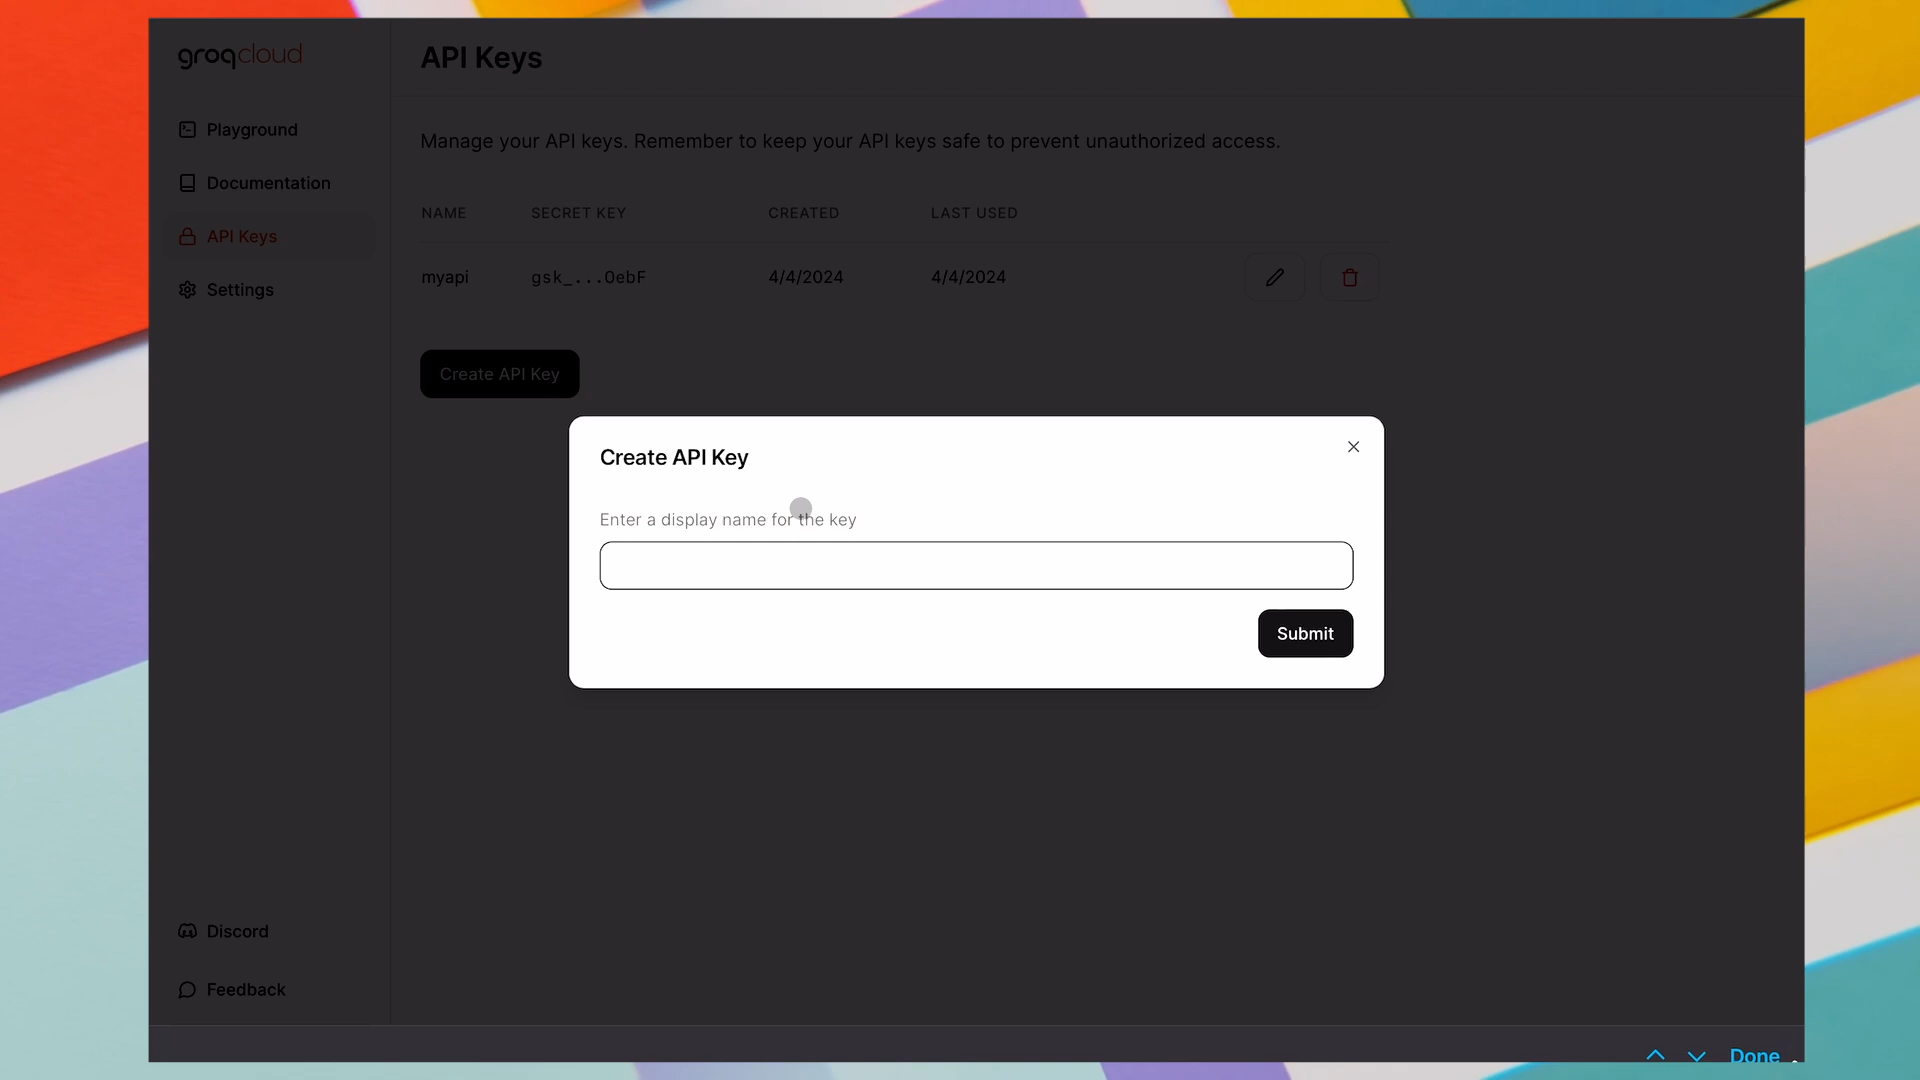 groqcloud
API Keys
Playground
Documentation
API Keys
Settings
Manage your API keys. Remember to keep your API keys safe to prevent unauthorized access.
NAME SECRET KEY CREATED LAST USED
myapi gsk_...OebF 4/4/2024 4/4/2024
Create API Key
Create API Key
Enter a display name for the key
Submit
Discord
Feedback
Done